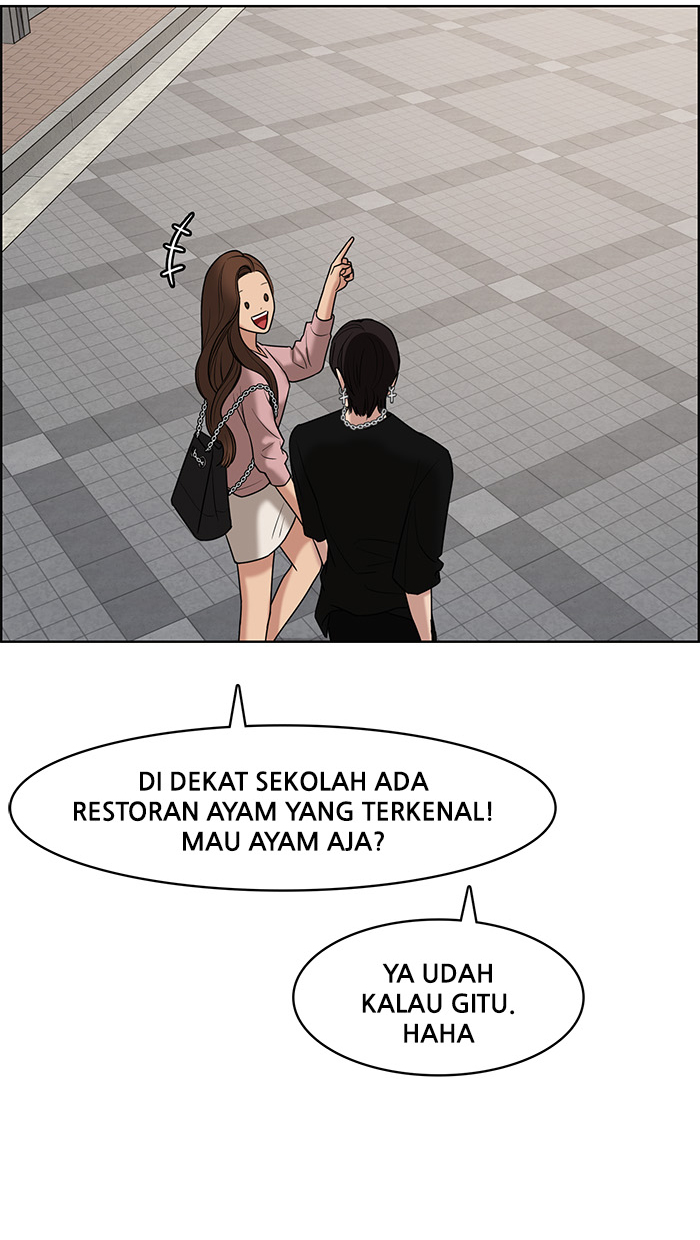 DI DEKAT SEKOLAH ADA
RESTORAN AYAM YANG TERKENAL!
MAU AYAM AJA?
YA UDAH
KALAU GITU.
HAHA